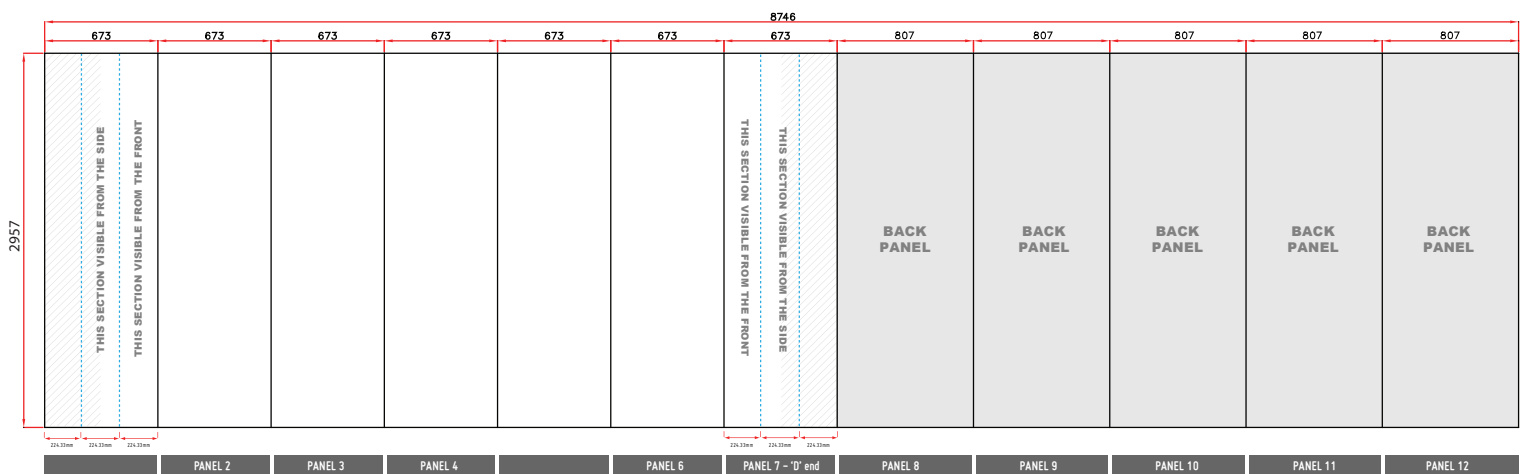 8746
673 673 673 673 673 673 673 807 807 807 807 807
2957
THIS SECTION VISIBLE FROM THE SIDE
THIS SECTION VISIBLE FROM THE FRONT
THIS SECTION VISIBLE FROM THE FRONT
THIS SECTION VISIBLE FROM THE SIDE
BACK
PANEL
BACK
PANEL
BACK
PANEL
BACK
PANEL
BACK
PANEL
224.33mm 224.33mm 224.33mm 224.33mm 224.33mm 224.33mm
PANEL 2 PANEL 3 PANEL 4 PANEL 6 PANEL 7 - 'D' end PANEL 8 PANEL 9 PANEL 10 PANEL 11 PANEL 12